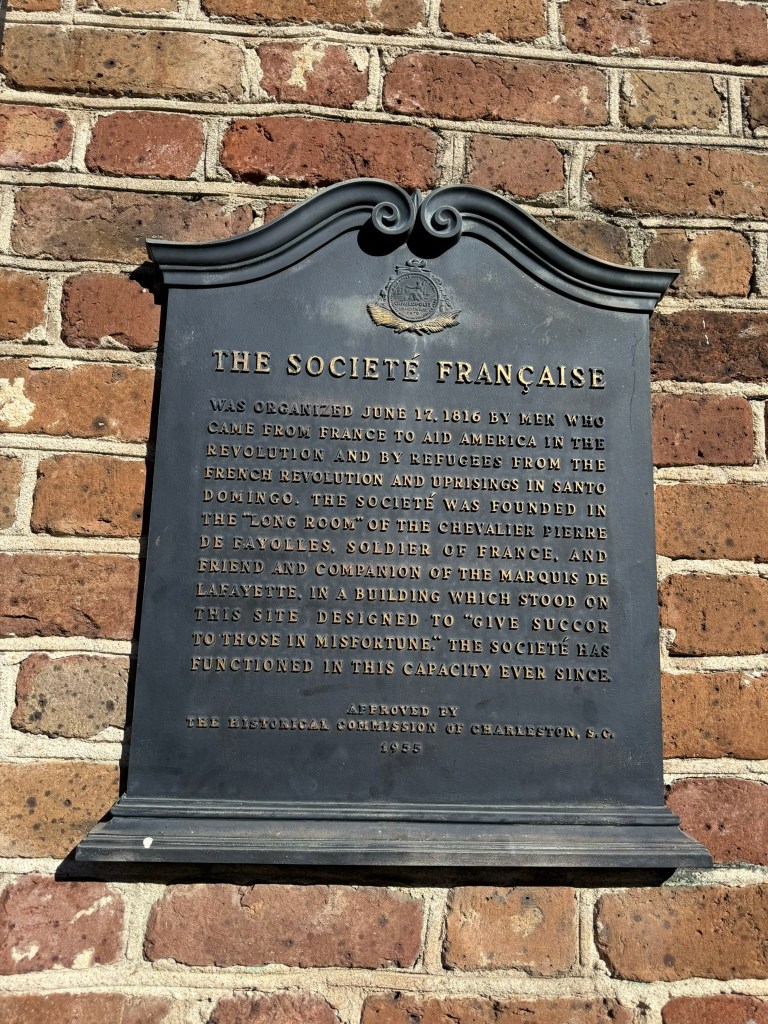 THE SOCIETÉ FRANÇAISE
WAS ORGANIZED JUNE 17, 1816 BY MEN WHO
CAME FROM FRANCE TO AID AMERICA IN THE
REVOLUTION AND BY REFUGEES FROM THE
FRENCH REVOLUTION AND UPRISINGS IN SANTO
DOMINGO. THE SOCIETÉ WAS FOUNDED IN
THE "LONG ROOM" OF THE CHEVALIER PIERRE
DE FAYOLLES, SOLDIER OF FRANCE, AND
FRIEND AND COMPANION OF THE MARQUIS DE
LAFAYETTE, IN A BUILDING WHICH STOOD ON
THIS SITE DESIGNED TO "GIVE SUCCOR
TO THOSE IN MISFORTUNE." THE SOCIETÉ HAS
FUNCTIONED IN THIS CAPACITY EVER SINCE.
APPROVED BY
THE HISTORICAL COMMISSION OF CHARLESTON, S.C.
1955